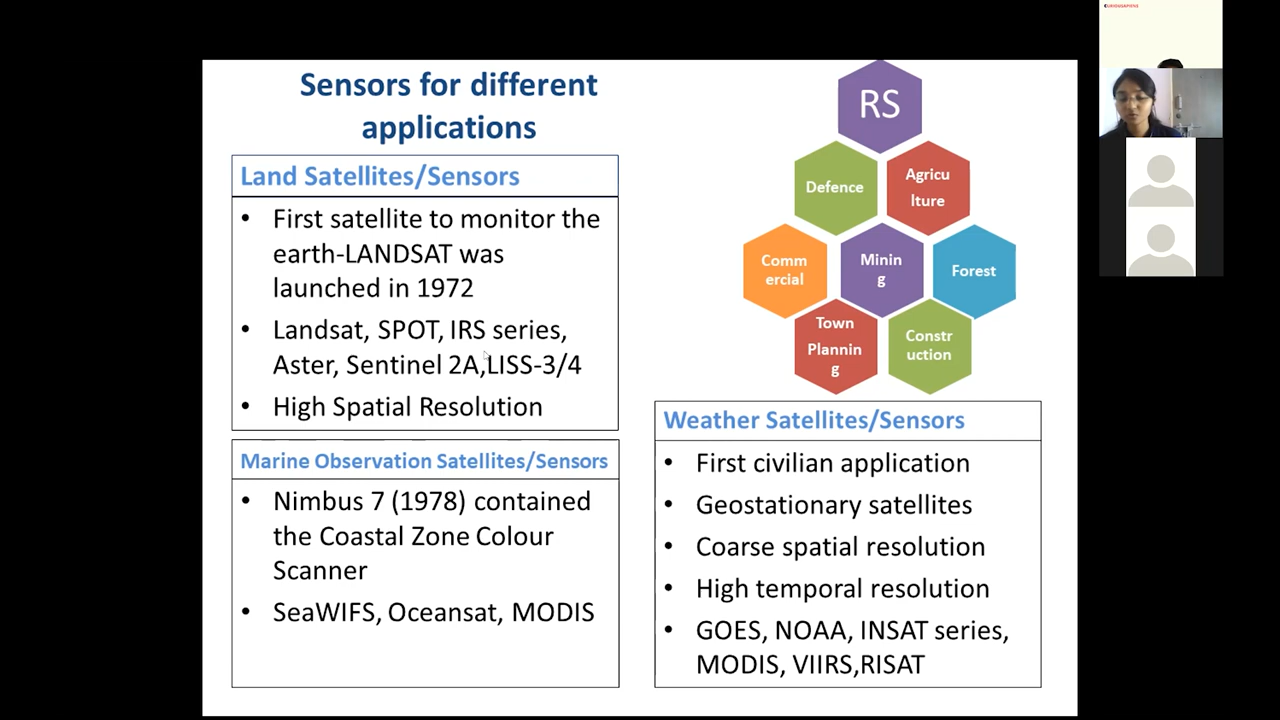 CURIOUSAPIENS
Sensors for different
applications
Land Satellites/Sensors
• First satellite to monitor the
earth-LANDSAT was
launched in 1972
• Landsat, SPOT, IRS series,
Aster, Sentinel 2A,LISS-3/4
• High Spatial Resolution
Marine Observation Satellites/Sensors
• Nimbus 7 (1978) contained
the Coastal Zone Colour
Scanner
• SeaWIFS, Oceansat, MODIS
RS
Defence
Agricu
lture
Comm
ercial
Minin
g
Forest
Town
Plannin
g
Constr
uction
Weather Satellites/Sensors
• First civilian application
• Geostationary satellites
• Coarse spatial resolution
• High temporal resolution
• GOES, NOAA, INSAT series,
MODIS, VIIRS,RISAT